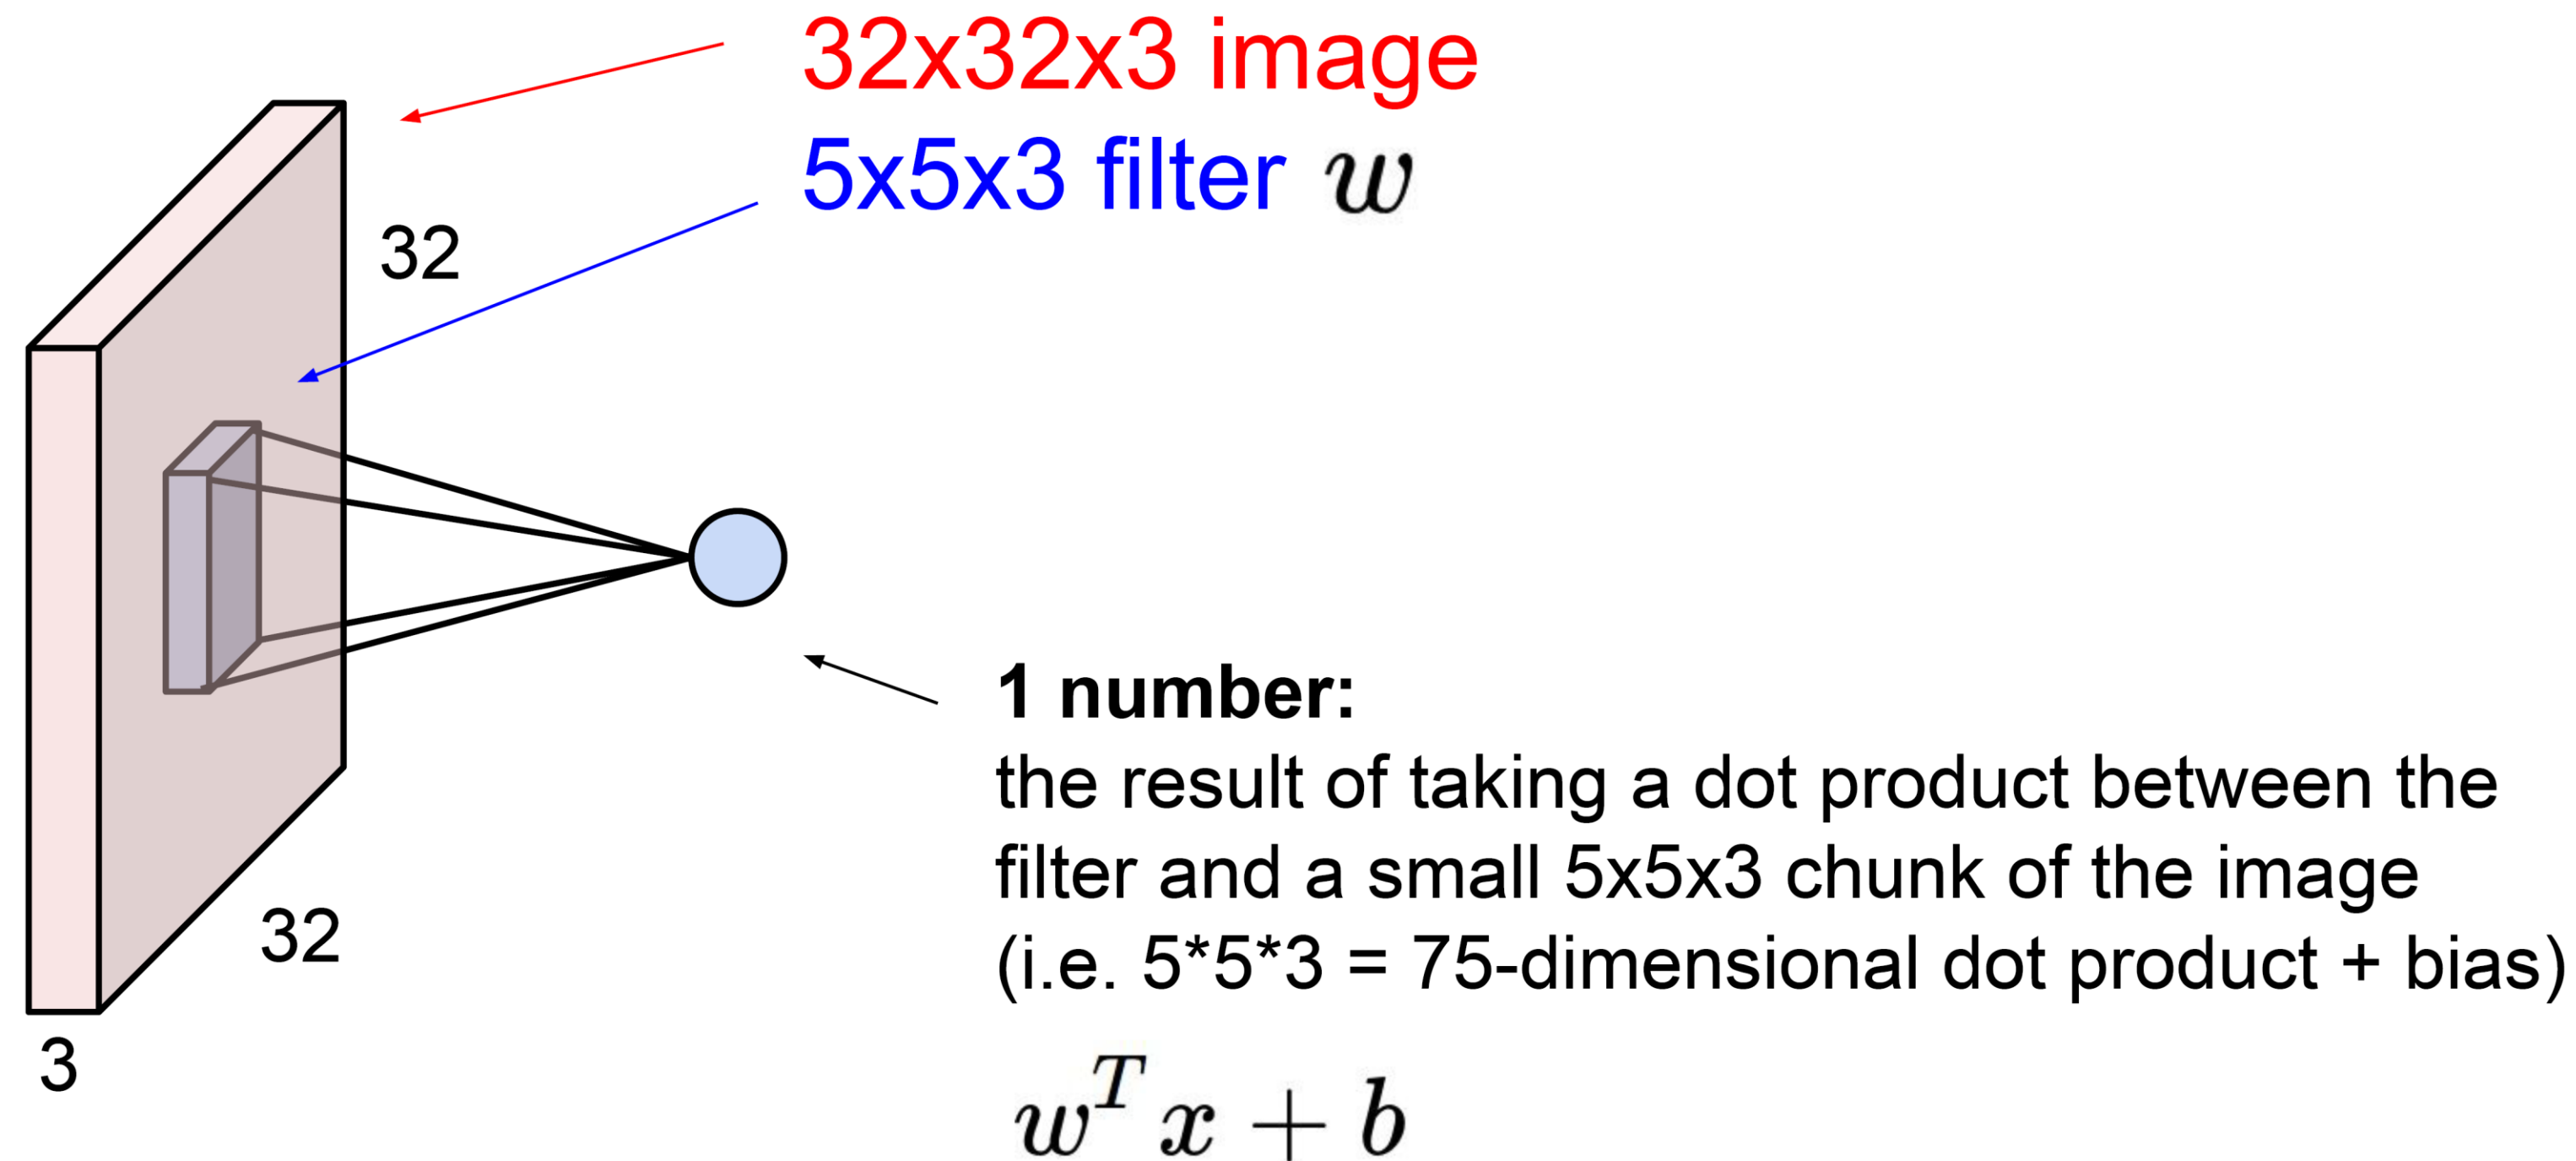 32x32x3 image
5x5x3 filter w
32
32
3
1 number:
the result of taking a dot product between the
filter and a small 5x5x3 chunk of the image
(i.e. 5*5*3 = 75-dimensional dot product + bias)
w^T x + b